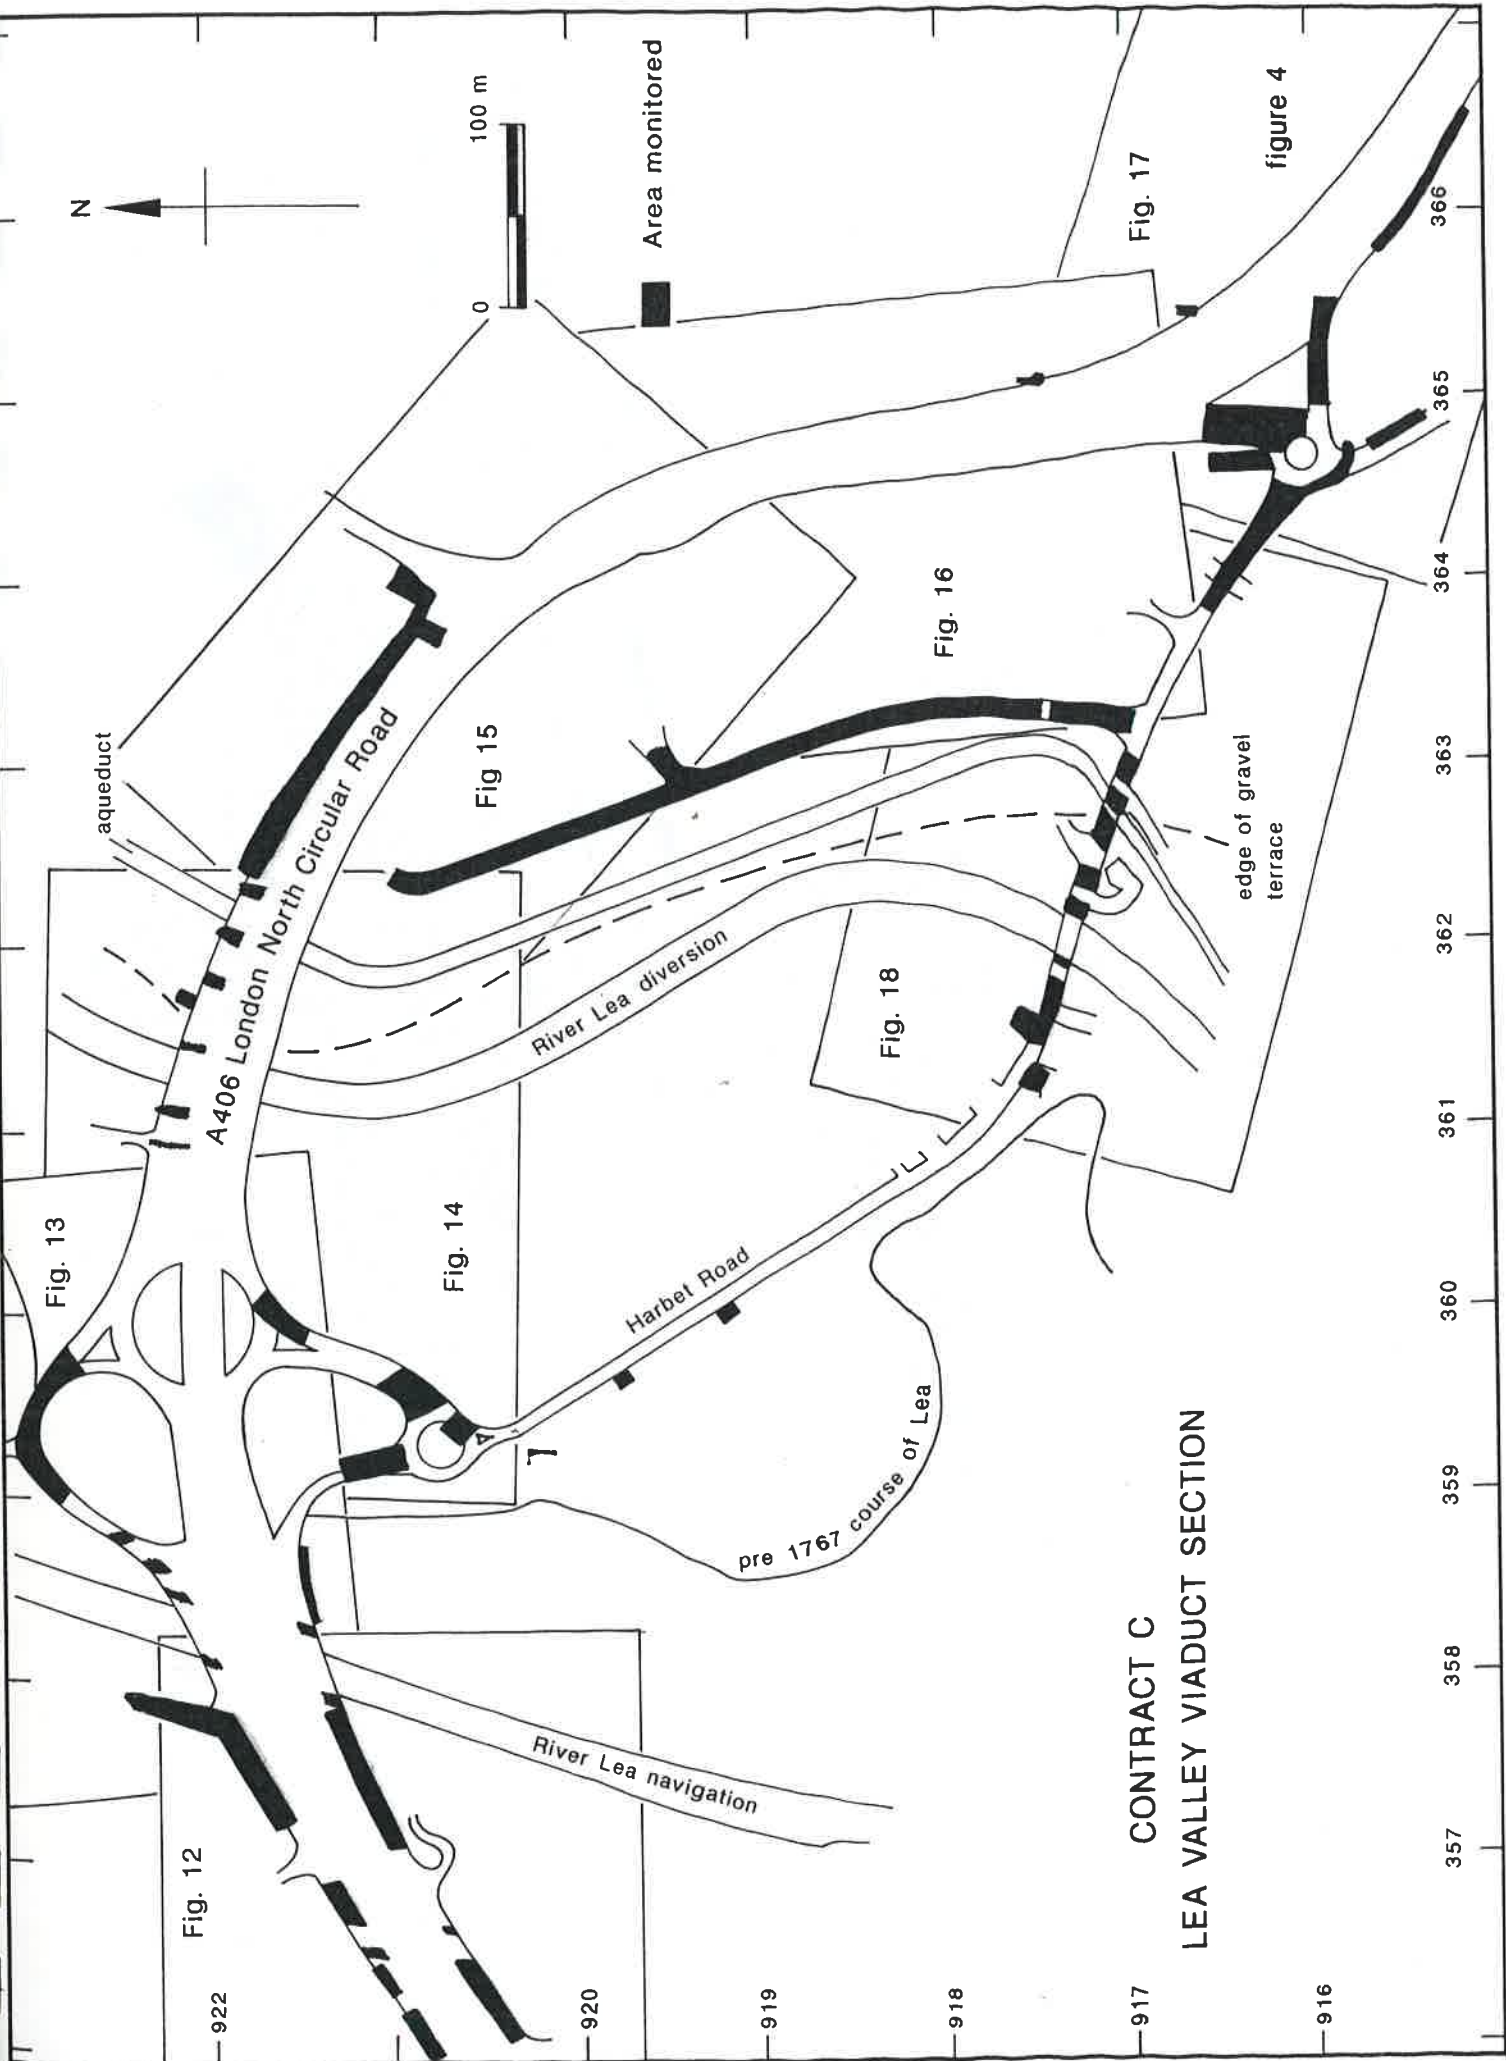 N
0
100 m
Area monitored
aqueduct
A406 London North Circular Road
Fig. 13
Fig. 12
Fig. 14
Fig 15
Fig. 16
Fig. 17
Fig. 18
figure 4
River Lea diversion
Harbet Road
River Lea navigation
pre 1767 course of Lea
edge of gravel
terrace
CONTRACT C
LEA VALLEY VIADUCT SECTION
922
920
919
918
917
916
357
358
359
360
361
362
363
364
365
366